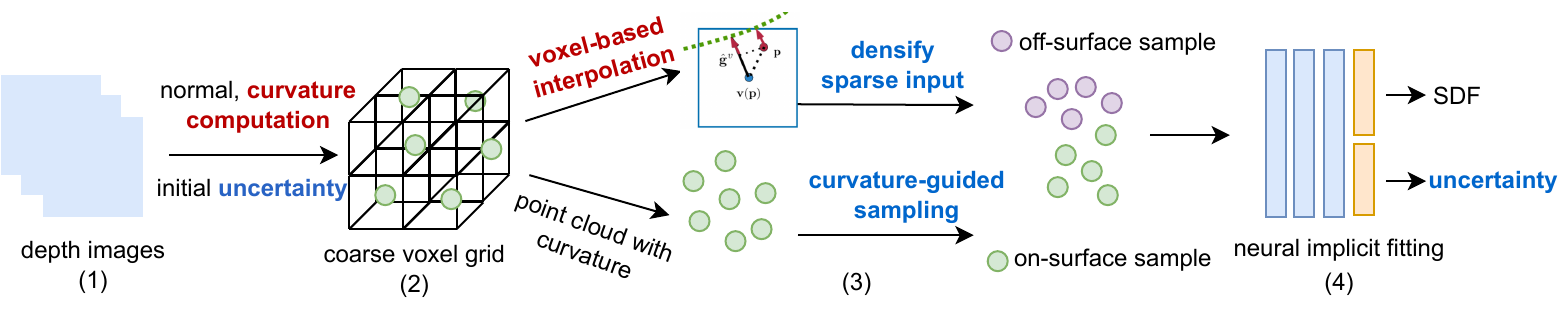 normal, curvature
computation
initial uncertainty
depth images
(1)
coarse voxel grid
(2)
voxel-based
interpolation
point cloud with
curvature
ĝᵛ
p
v(p)
densify
sparse input
curvature-guided
sampling
(3)
off-surface sample
on-surface sample
SDF
uncertainty
neural implicit fitting
(4)